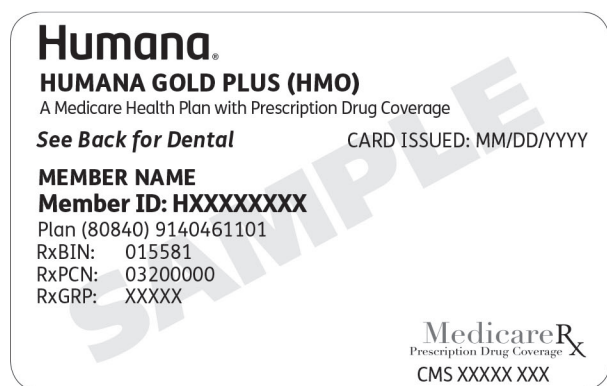 Humana®
HUMANA GOLD PLUS (HMO)
A Medicare Health Plan with Prescription Drug Coverage
See Back for Dental CARD ISSUED: MM/DD/YYYY
MEMBER NAME
Member ID: HXXXXXXXX
Plan (80840) 9140461101
RxBIN: 015581
RxPCN: 03200000
RxGRP: XXXXX
SAMPLE
MedicareRx
Prescription Drug Coverage
CMS XXXXX XXX